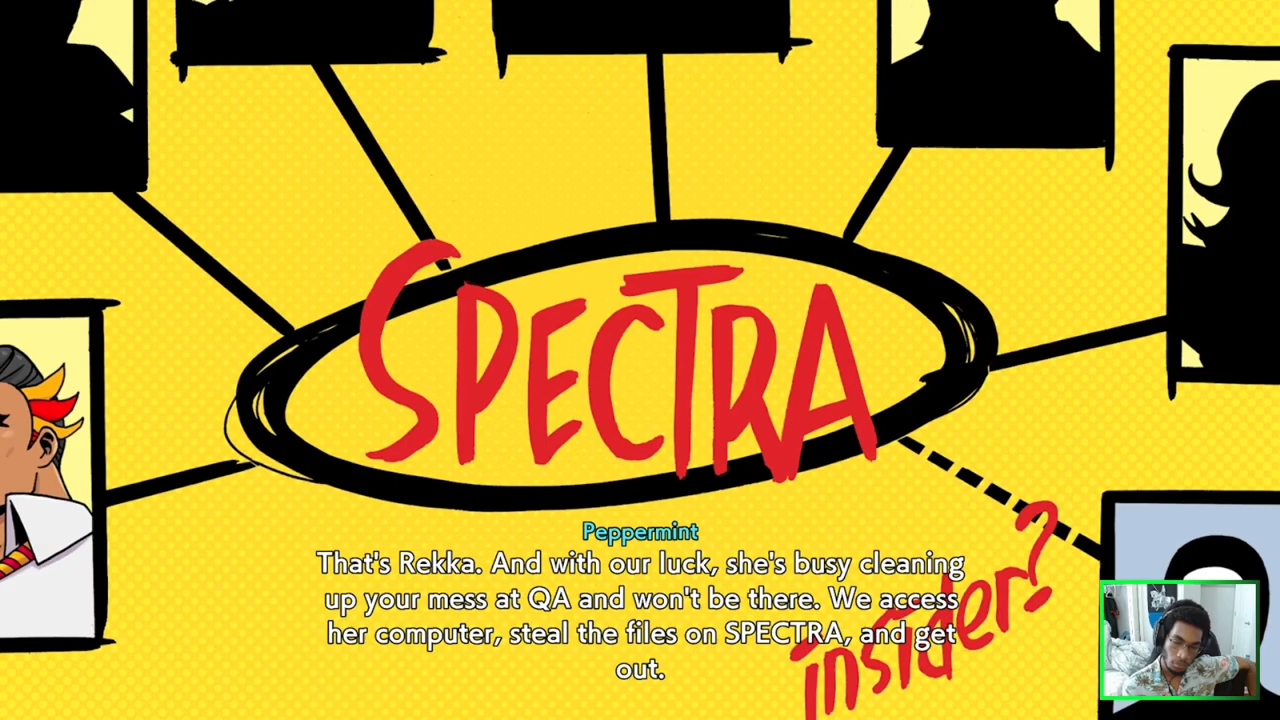 SPECTRA
Peppermint
That's Rekka. And with our luck, she's busy cleaning
up your mess at QA and won't be there. We access
her computer, steal the files on SPECTRA, and get
out.
insider?